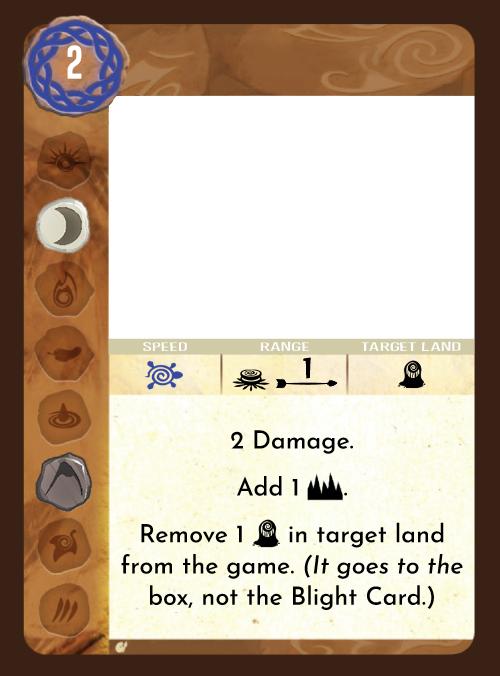 2
SPEED RANGE TARGET LAND
1
2 Damage.
Add 1 .
Remove 1 in target land
from the game. (It goes to the
box, not the Blight Card.)